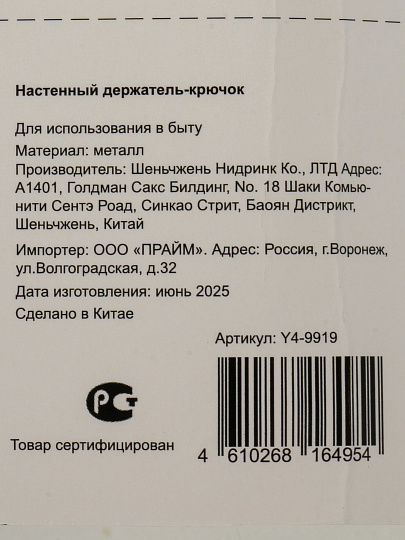 Настенный держатель-крючок
Для использования в быту
Материал: металл
Производитель: Шеньчжень Нидринк Ко., ЛТД Адрес:
А1401, Голдман Сакс Билдинг, No. 18 Шаки Комью-
нити Сентэ Роад, Синкао Стрит, Баоян Дистрикт,
Шеньчжень, Китай
Импортер: ООО «ПРАЙМ». Адрес: Россия, г.Воронеж,
ул.Волгоградская, д.32
Дата изготовления: июнь 2025
Сделано в Китае
Артикул: Y4-9919
РСТ
Товар сертифицирован
4 610268 164954